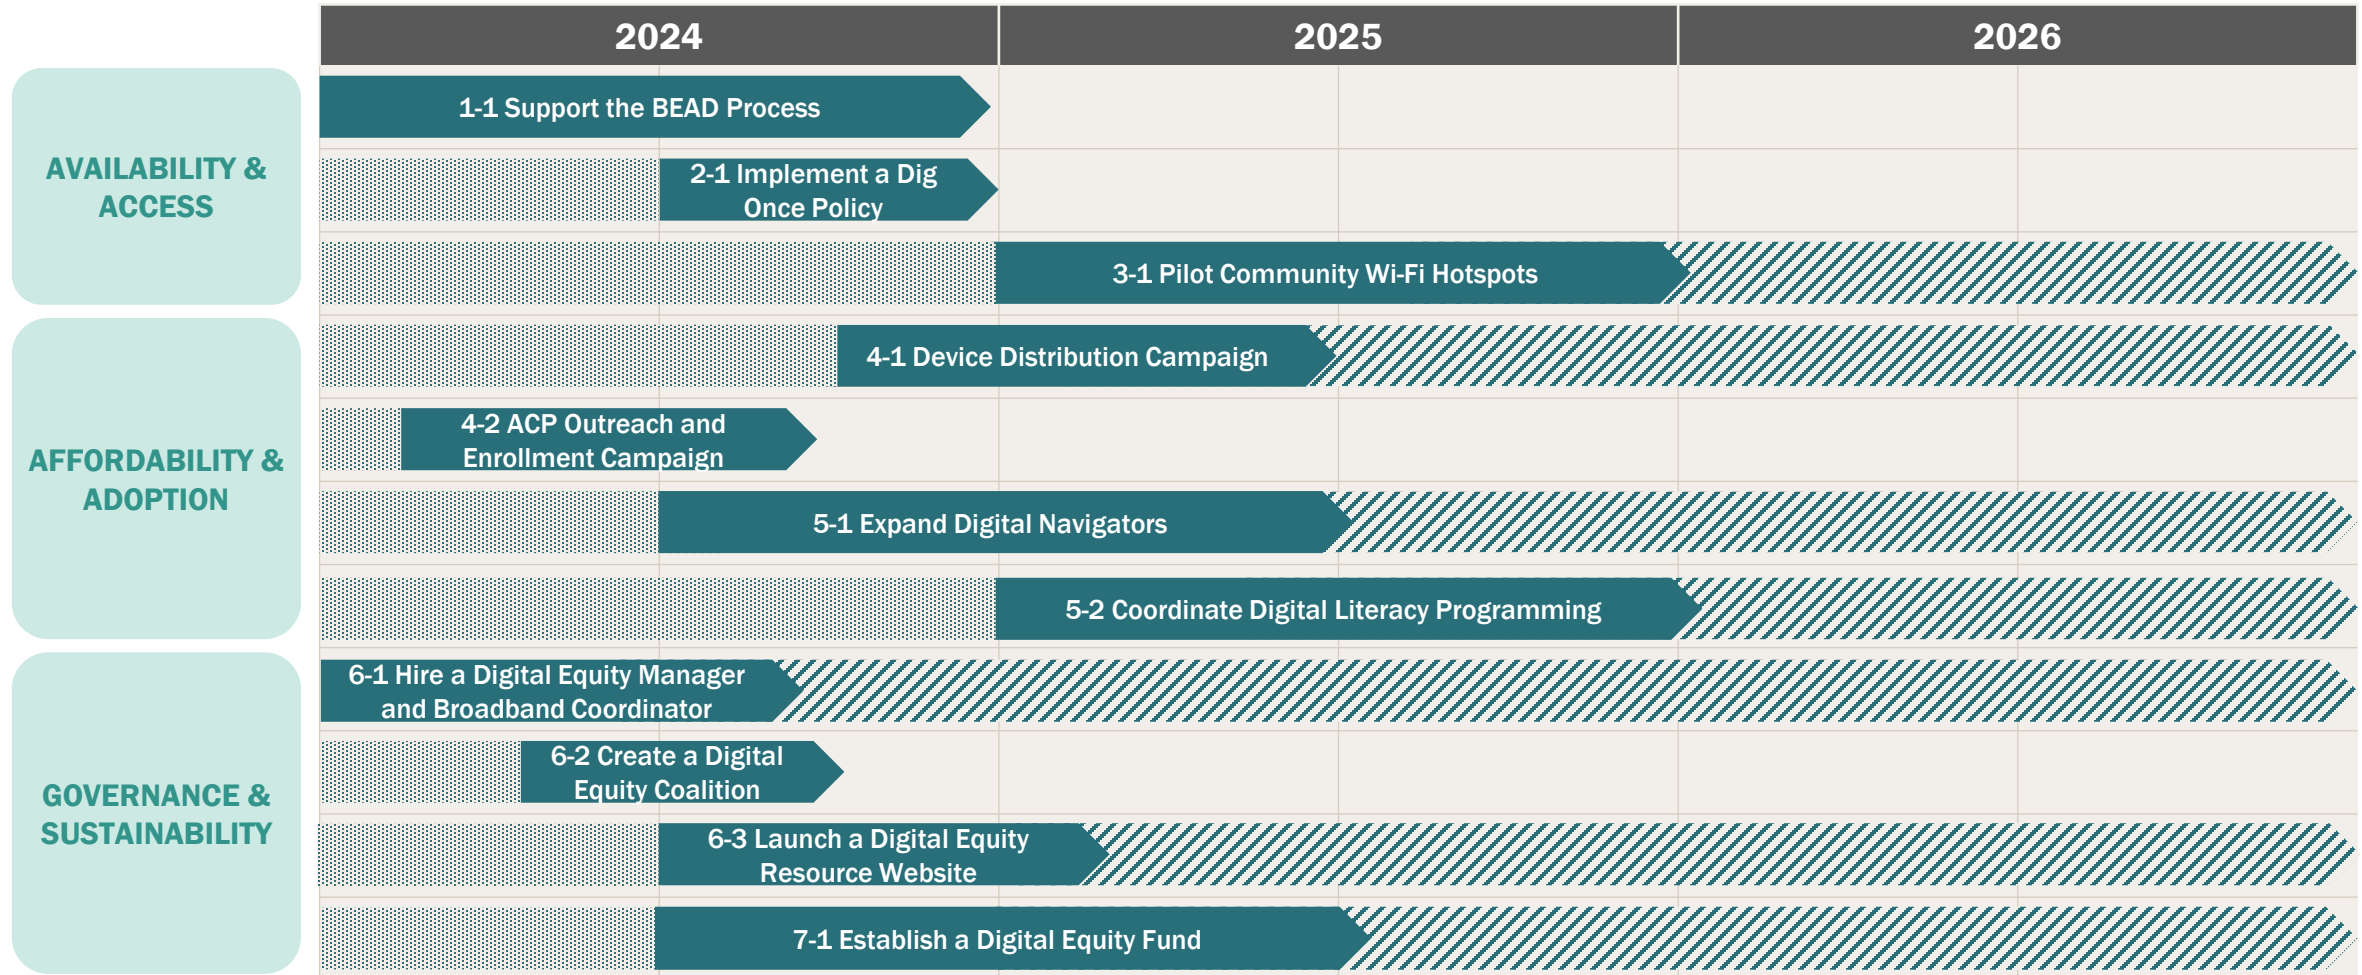 2024
2025
2026
AVAILABILITY &
ACCESS
1-1 Support the BEAD Process
2-1 Implement a Dig
Once Policy
3-1 Pilot Community Wi-Fi Hotspots
AFFORDABILITY &
ADOPTION
4-1 Device Distribution Campaign
4-2 ACP Outreach and
Enrollment Campaign
5-1 Expand Digital Navigators
5-2 Coordinate Digital Literacy Programming
GOVERNANCE &
SUSTAINABILITY
6-1 Hire a Digital Equity Manager
and Broadband Coordinator
6-2 Create a Digital
Equity Coalition
6-3 Launch a Digital Equity
Resource Website
7-1 Establish a Digital Equity Fund